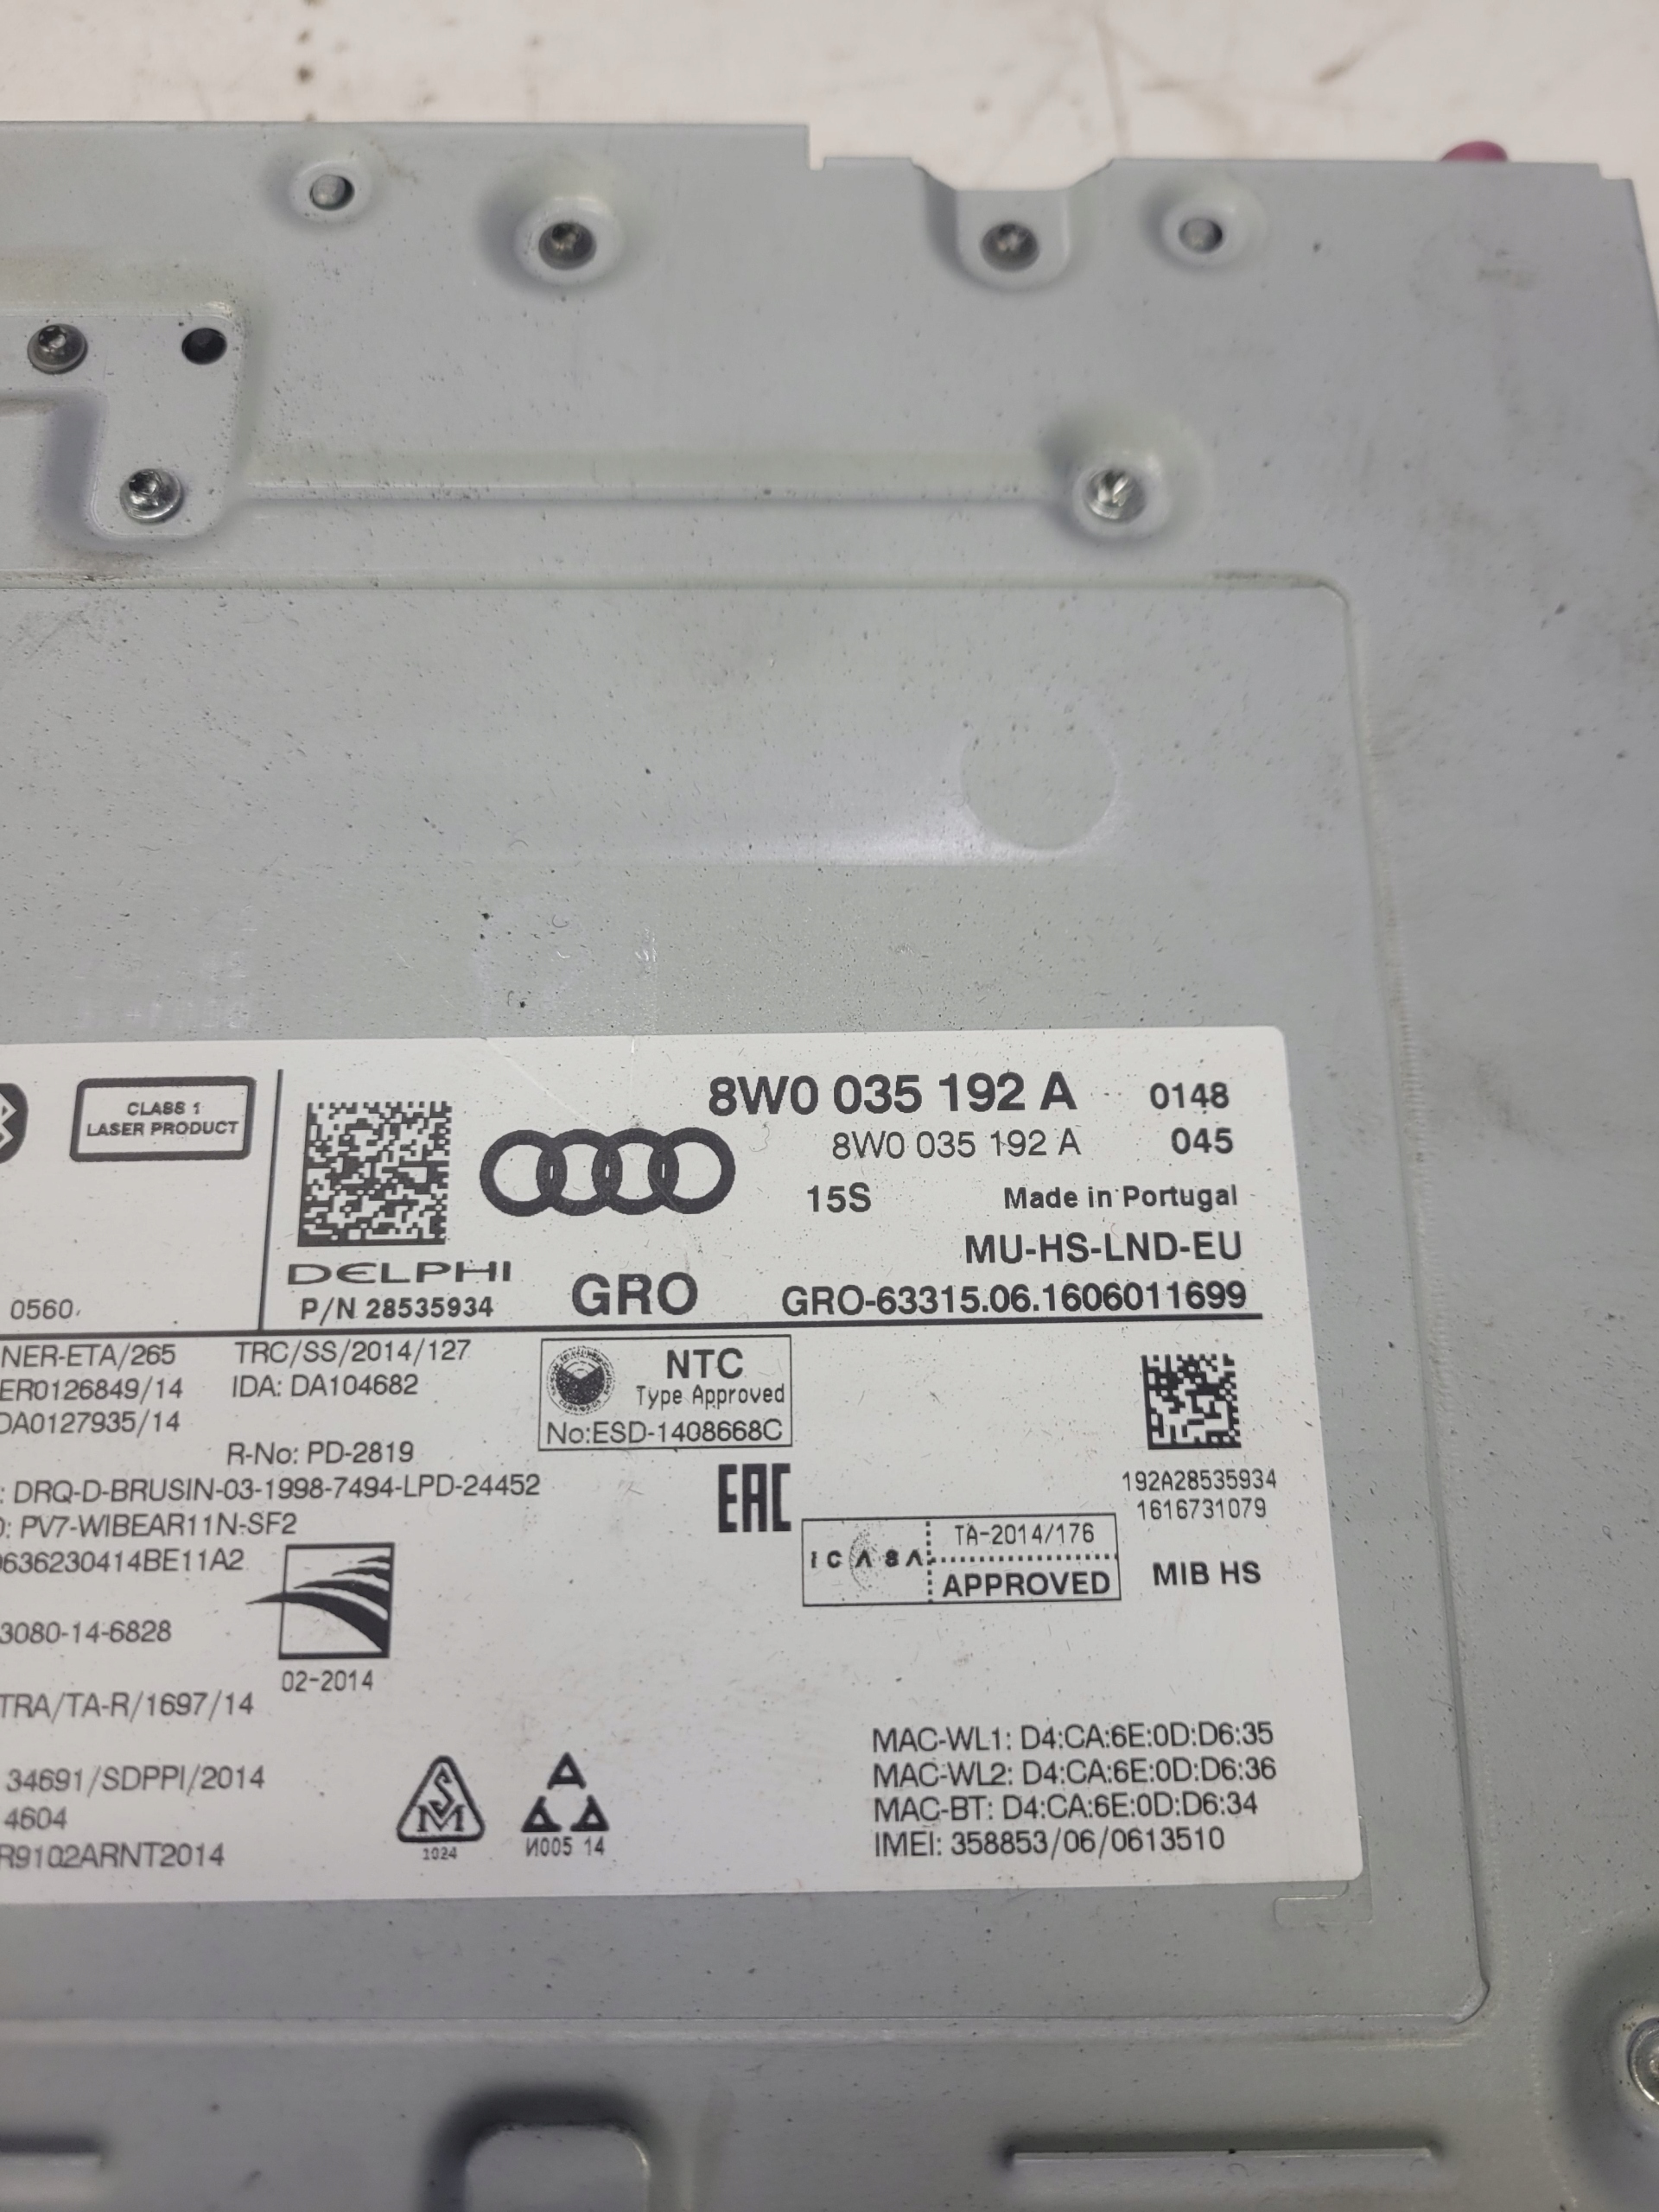 CLASS 1
LASER PRODUCT
8W0 035 192 A 0148
8W0 035 192 A 045
15S Made in Portugal
MU-HS-LND-EU
DELPHI
P/N 28535934
GRO
GRO-63315.06.1606011699
0560
NER-ETA/265 TRC/SS/2014/127
ER0126849/14 IDA: DA104682
DA0127935/14
R-No: PD-2819
: DRQ-D-BRUSIN-03-1998-7494-LPD-24452
: PV7-WIBEAR11N-SF2
0636230414BE11A2
3080-14-6828
02-2014
TRA/TA-R/1697/14
34691/SDPPI/2014
4604
R9102ARNT2014
NTC
Type Approved
No:ESD-1408668C
EAC
ICASA
TA-2014/176
APPROVED
192A28535934
1616731079
MIB HS
SM
1024
И005 14
MAC-WL1: D4:CA:6E:0D:D6:35
MAC-WL2: D4:CA:6E:0D:D6:36
MAC-BT: D4:CA:6E:0D:D6:34
IMEI: 358853/06/0613510